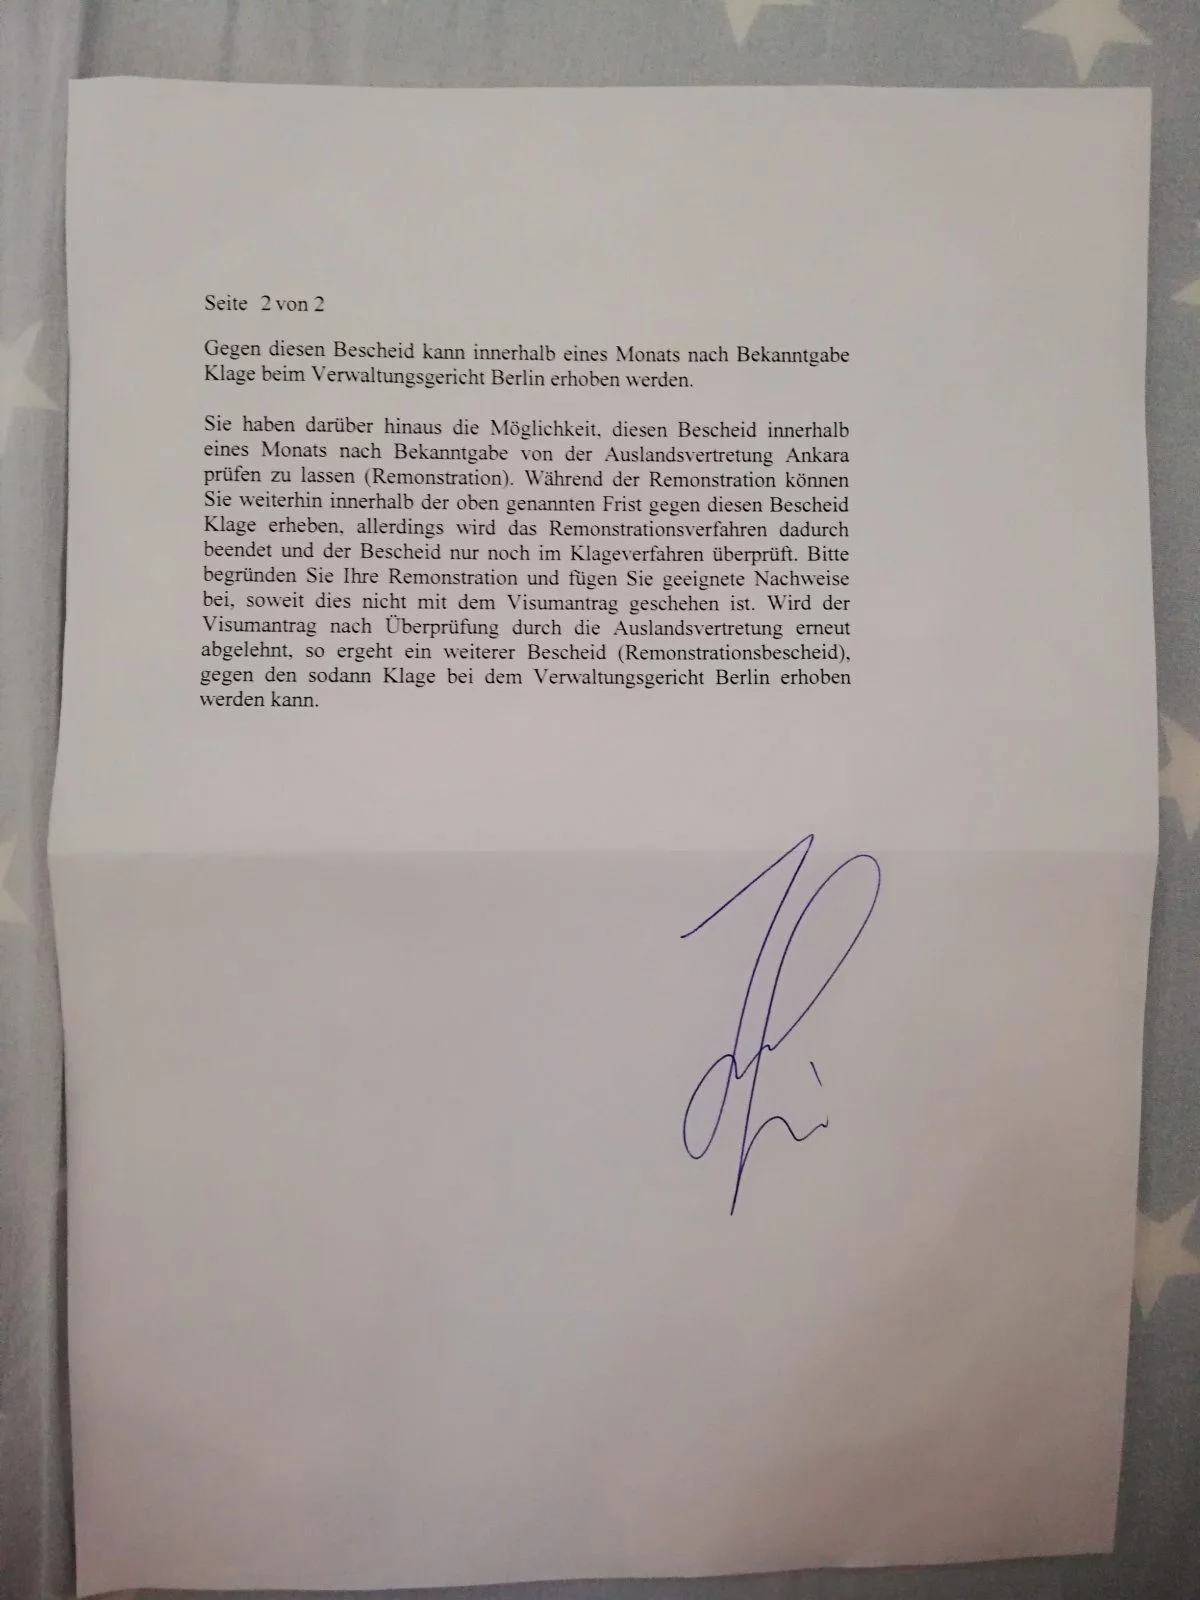 Seite 2 von 2
Gegen diesen Bescheid kann innerhalb eines Monats nach Bekanntgabe
Klage beim Verwaltungsgericht Berlin erhoben werden.
Sie haben darüber hinaus die Möglichkeit, diesen Bescheid innerhalb
eines Monats nach Bekanntgabe von der Auslandsvertretung Ankara
prüfen zu lassen (Remonstration). Während der Remonstration können
Sie weiterhin innerhalb der oben genannten Frist gegen diesen Bescheid
Klage erheben, allerdings wird das Remonstrationsverfahren dadurch
beendet und der Bescheid nur noch im Klageverfahren überprüft. Bitte
begründen Sie Ihre Remonstration und fügen Sie geeignete Nachweise
bei, soweit dies nicht mit dem Visumantrag geschehen ist. Wird der
Visumantrag nach Überprüfung durch die Auslandsvertretung erneut
abgelehnt, so ergeht ein weiterer Bescheid (Remonstrationsbescheid),
gegen den sodann Klage bei dem Verwaltungsgericht Berlin erhoben
werden kann.